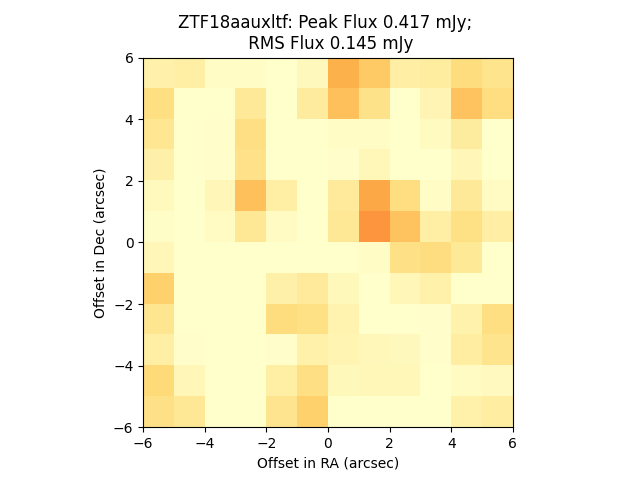 ZTF18aauxltf: Peak Flux 0.417 mJy;
RMS Flux 0.145 mJy
6
4
2
0
−2
−4
−6
Offset in Dec (arcsec)
−6 −4 −2 0 2 4 6
Offset in RA (arcsec)